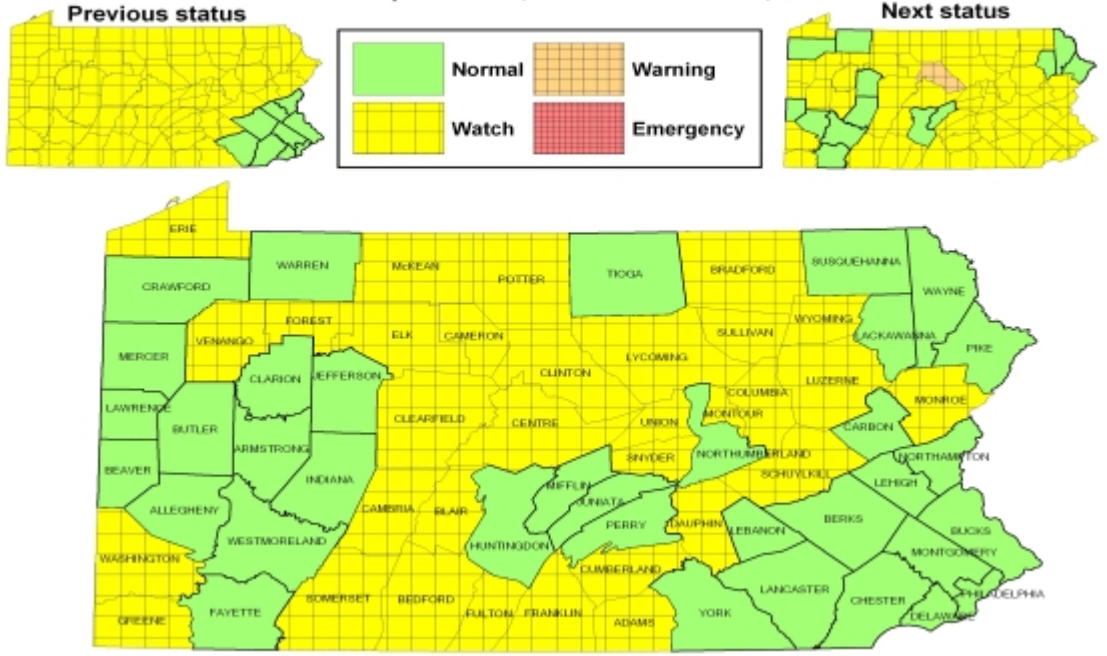 Previous status
Next status
Normal
Warning
Watch
Emergency
ERIE
WARREN
McKEAN
POTTER
TIOGA
BRADFORD
SUSQUEHANNA
CRAWFORD
WAYNE
FOREST
WYOMING
VENANGO
ELK
CAMERON
SULLIVAN
LACKAWANNA
MERCER
LYCOMING
PIKE
CLARION
JEFFERSON
CLINTON
LUZERNE
COLUMBIA
MONROE
LAWRENCE
MONTOUR
CLEARFIELD
CENTRE
UNION
CARBON
BUTLER
ARMSTRONG
SNYDER
NORTHUMBERLAND
NORTHAMPTON
BEAVER
INDIANA
SCHUYLKILL
MIFFLIN
LEHIGH
JUNIATA
ALLEGHENY
CAMBRIA
BLAIR
PERRY
DAUPHIN
LEBANON
BERKS
BUCKS
WESTMORELAND
HUNTINGDON
MONTGOMERY
WASHINGTON
CUMBERLAND
LANCASTER
PHILADELPHIA
SOMERSET
BEDFORD
CHESTER
FAYETTE
FULTON
FRANKLIN
YORK
DELAWARE
GREENE
ADAMS